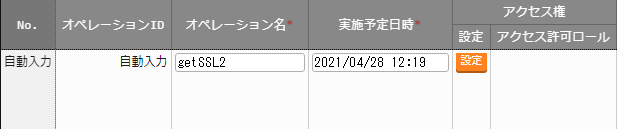 No. オペレーションID オペレーション名* 実施予定日時* アクセス権
設定 アクセス許可ロール
自動入力 自動入力 getSSL2 2021/04/28 12:19 設定